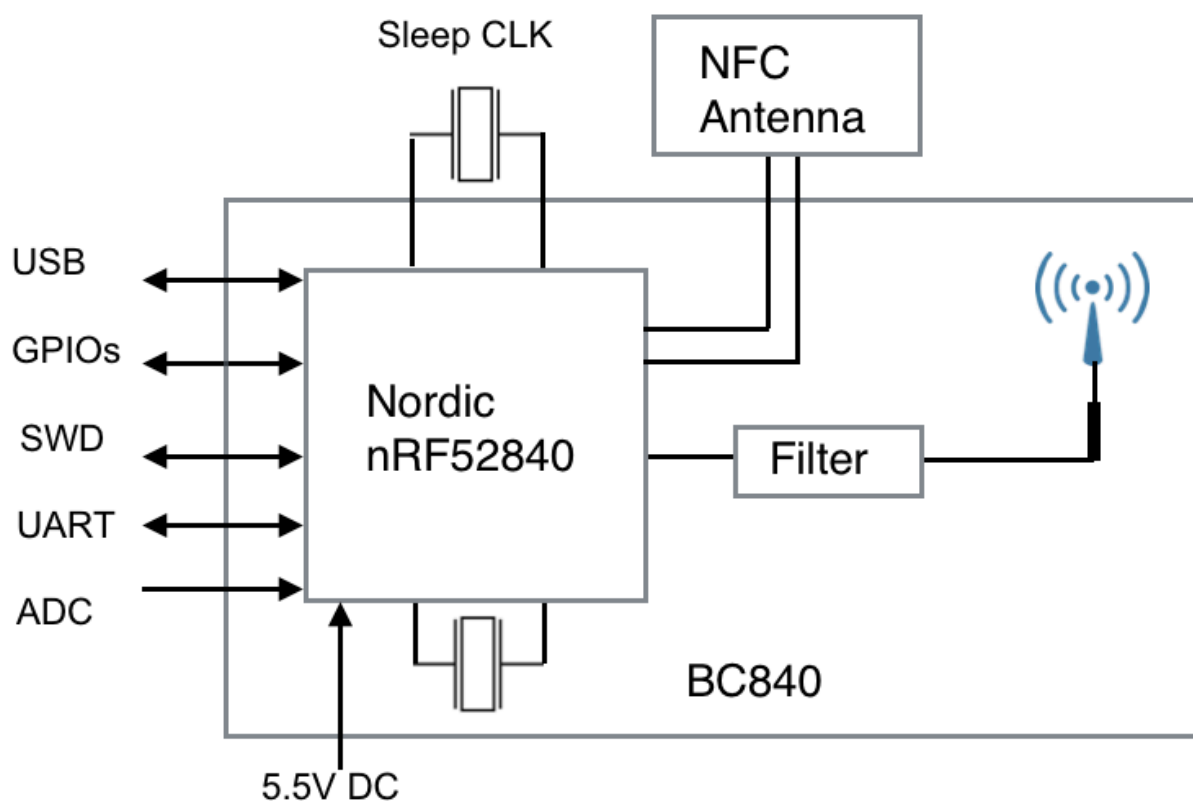 Sleep CLK
NFC
Antenna
USB
GPIOs
SWD
UART
ADC
Nordic
nRF52840
Filter
BC840
5.5V DC